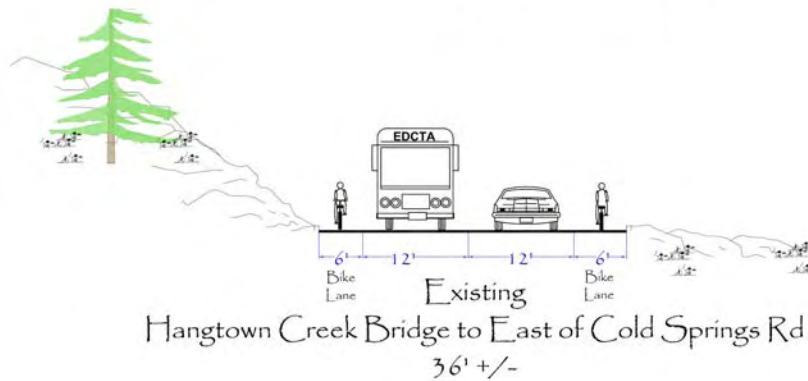 EDCTA
6' 12' 12' 6'
Bike Lane
Bike Lane
Existing
Hangtown Creek Bridge to East of Cold Springs Rd
36' +/-